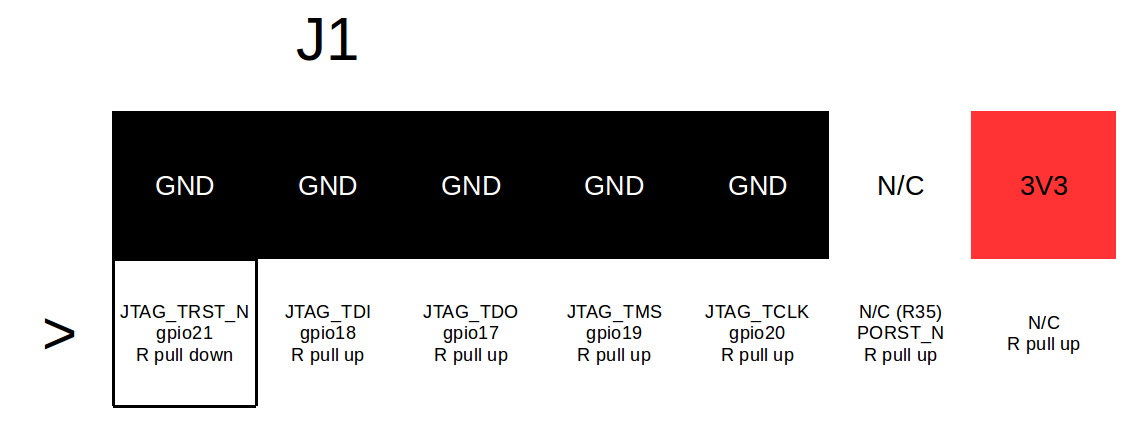 J1
GND GND GND GND GND N/C 3V3
>
JTAG_TRST_N
gpio21
R pull down
JTAG_TDI
gpio18
R pull up
JTAG_TDO
gpio17
R pull up
JTAG_TMS
gpio19
R pull up
JTAG_TCLK
gpio20
R pull up
N/C (R35)
PORST_N
R pull up
N/C
R pull up